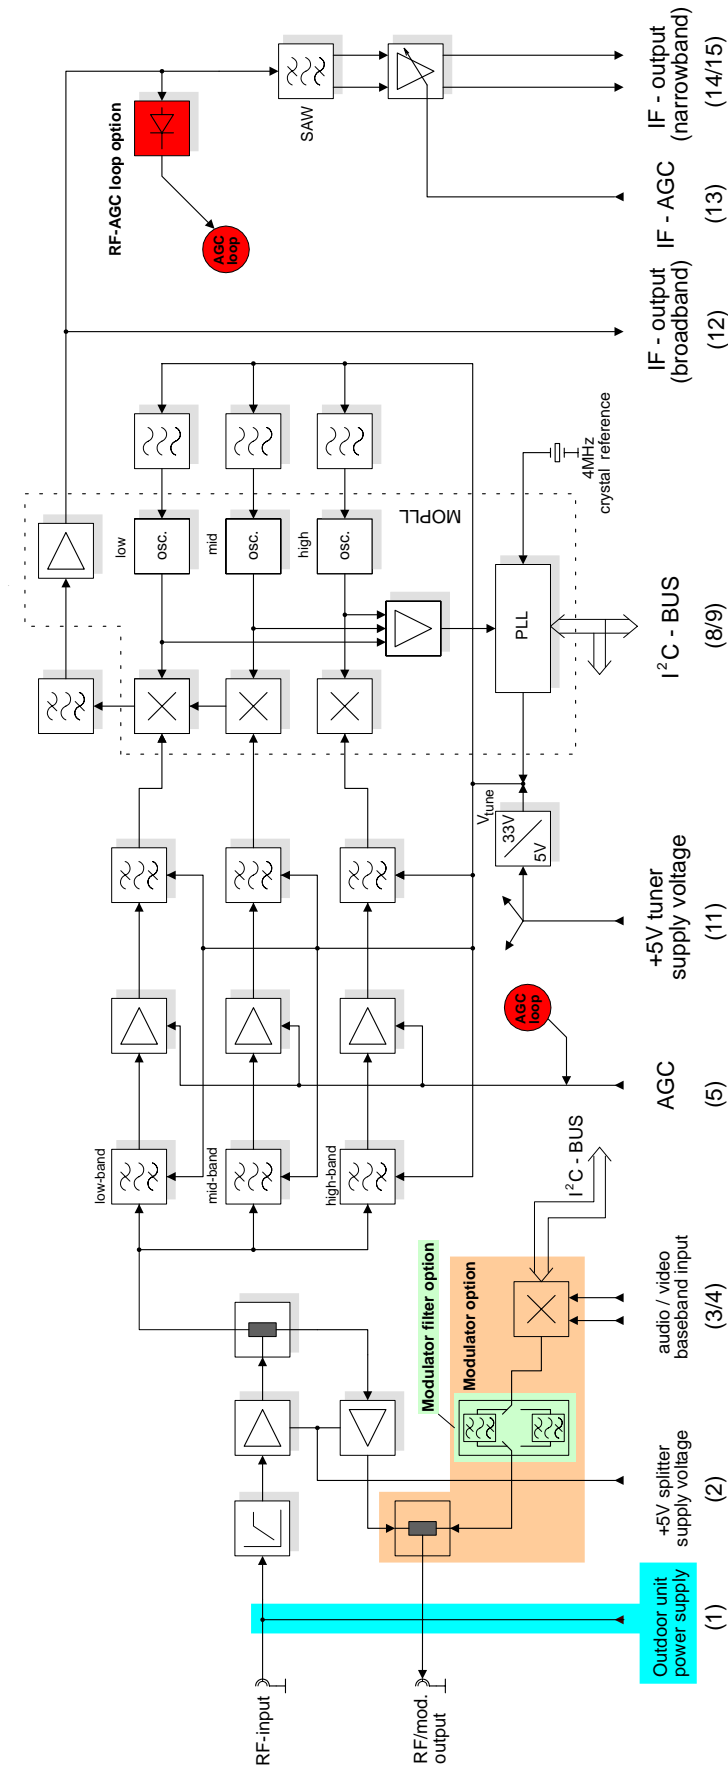 RF-input
RF/mod.
output
Outdoor unit
power supply
(1)
+5V splitter
supply voltage
(2)
Modulator filter option
Modulator option
audio / video
baseband input
(3/4)
I²C - BUS
low-band
mid-band
high-band
AGC
(5)
AGC
loop
+5V tuner
supply voltage
(11)
Vtune
33V
5V
I²C - BUS
(8/9)
PLL
MOPLL
low
osc.
mid
osc.
high
osc.
4MHz
crystal reference
IF - output
(broadband)
(12)
RF-AGC loop option
AGC
loop
IF - AGC
(13)
SAW
IF - output
(narrowband)
(14/15)